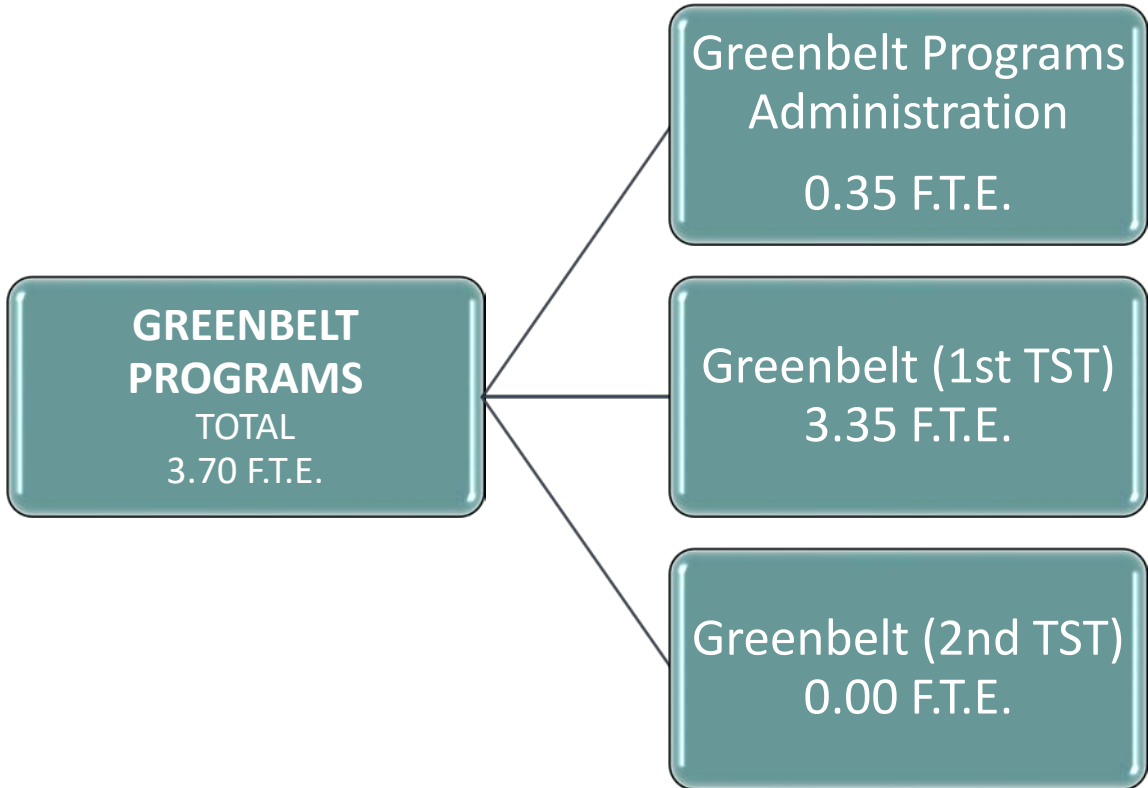 Greenbelt Programs
Administration
0.35 F.T.E.
GREENBELT
PROGRAMS
TOTAL
3.70 F.T.E.
Greenbelt (1st TST)
3.35 F.T.E.
Greenbelt (2nd TST)
0.00 F.T.E.